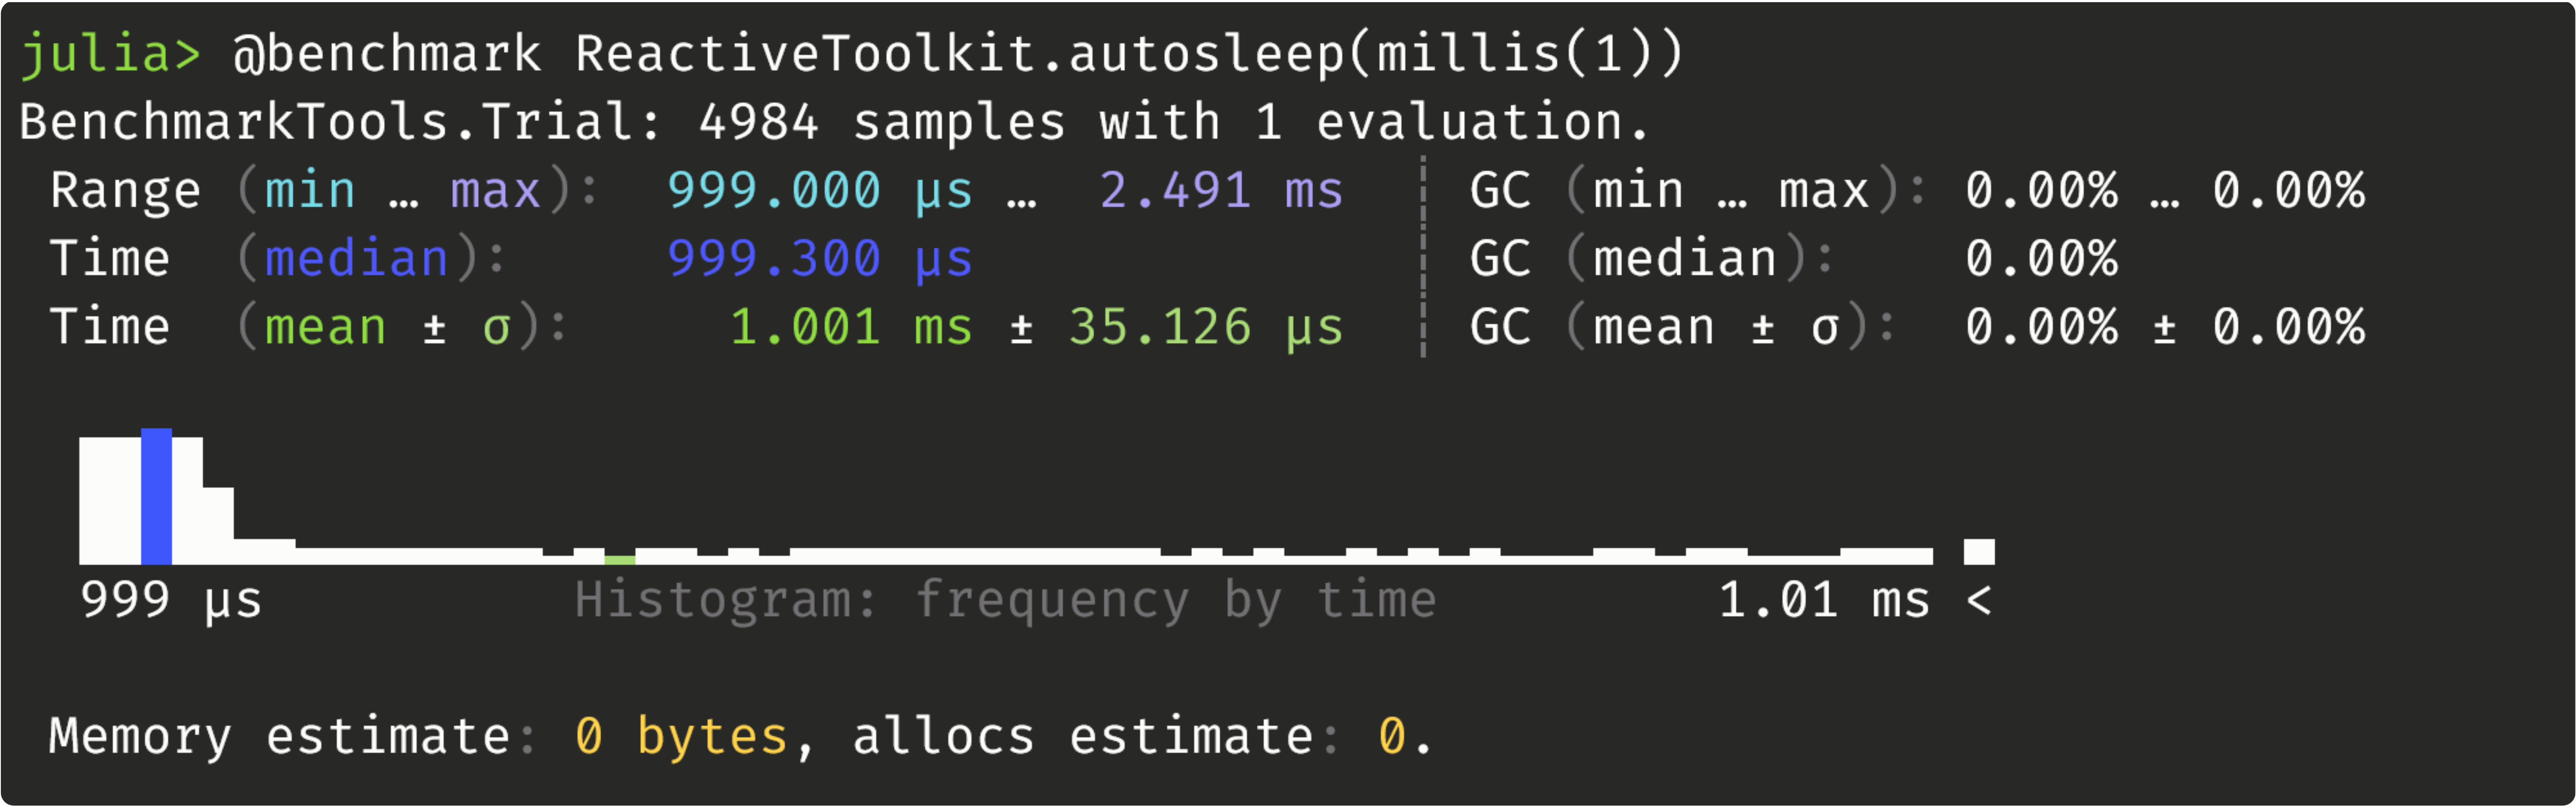 julia> @benchmark ReactiveToolkit.autosleep(millis(1))
BenchmarkTools.Trial: 4984 samples with 1 evaluation.
Range (min … max): 999.000 μs … 2.491 ms ┊ GC (min … max): 0.00% … 0.00%
Time (median): 999.300 μs ┊ GC (median): 0.00%
Time (mean ± σ): 1.001 ms ± 35.126 μs ┊ GC (mean ± σ): 0.00% ± 0.00%
999 μs Histogram: frequency by time 1.01 ms <
Memory estimate: 0 bytes, allocs estimate: 0.